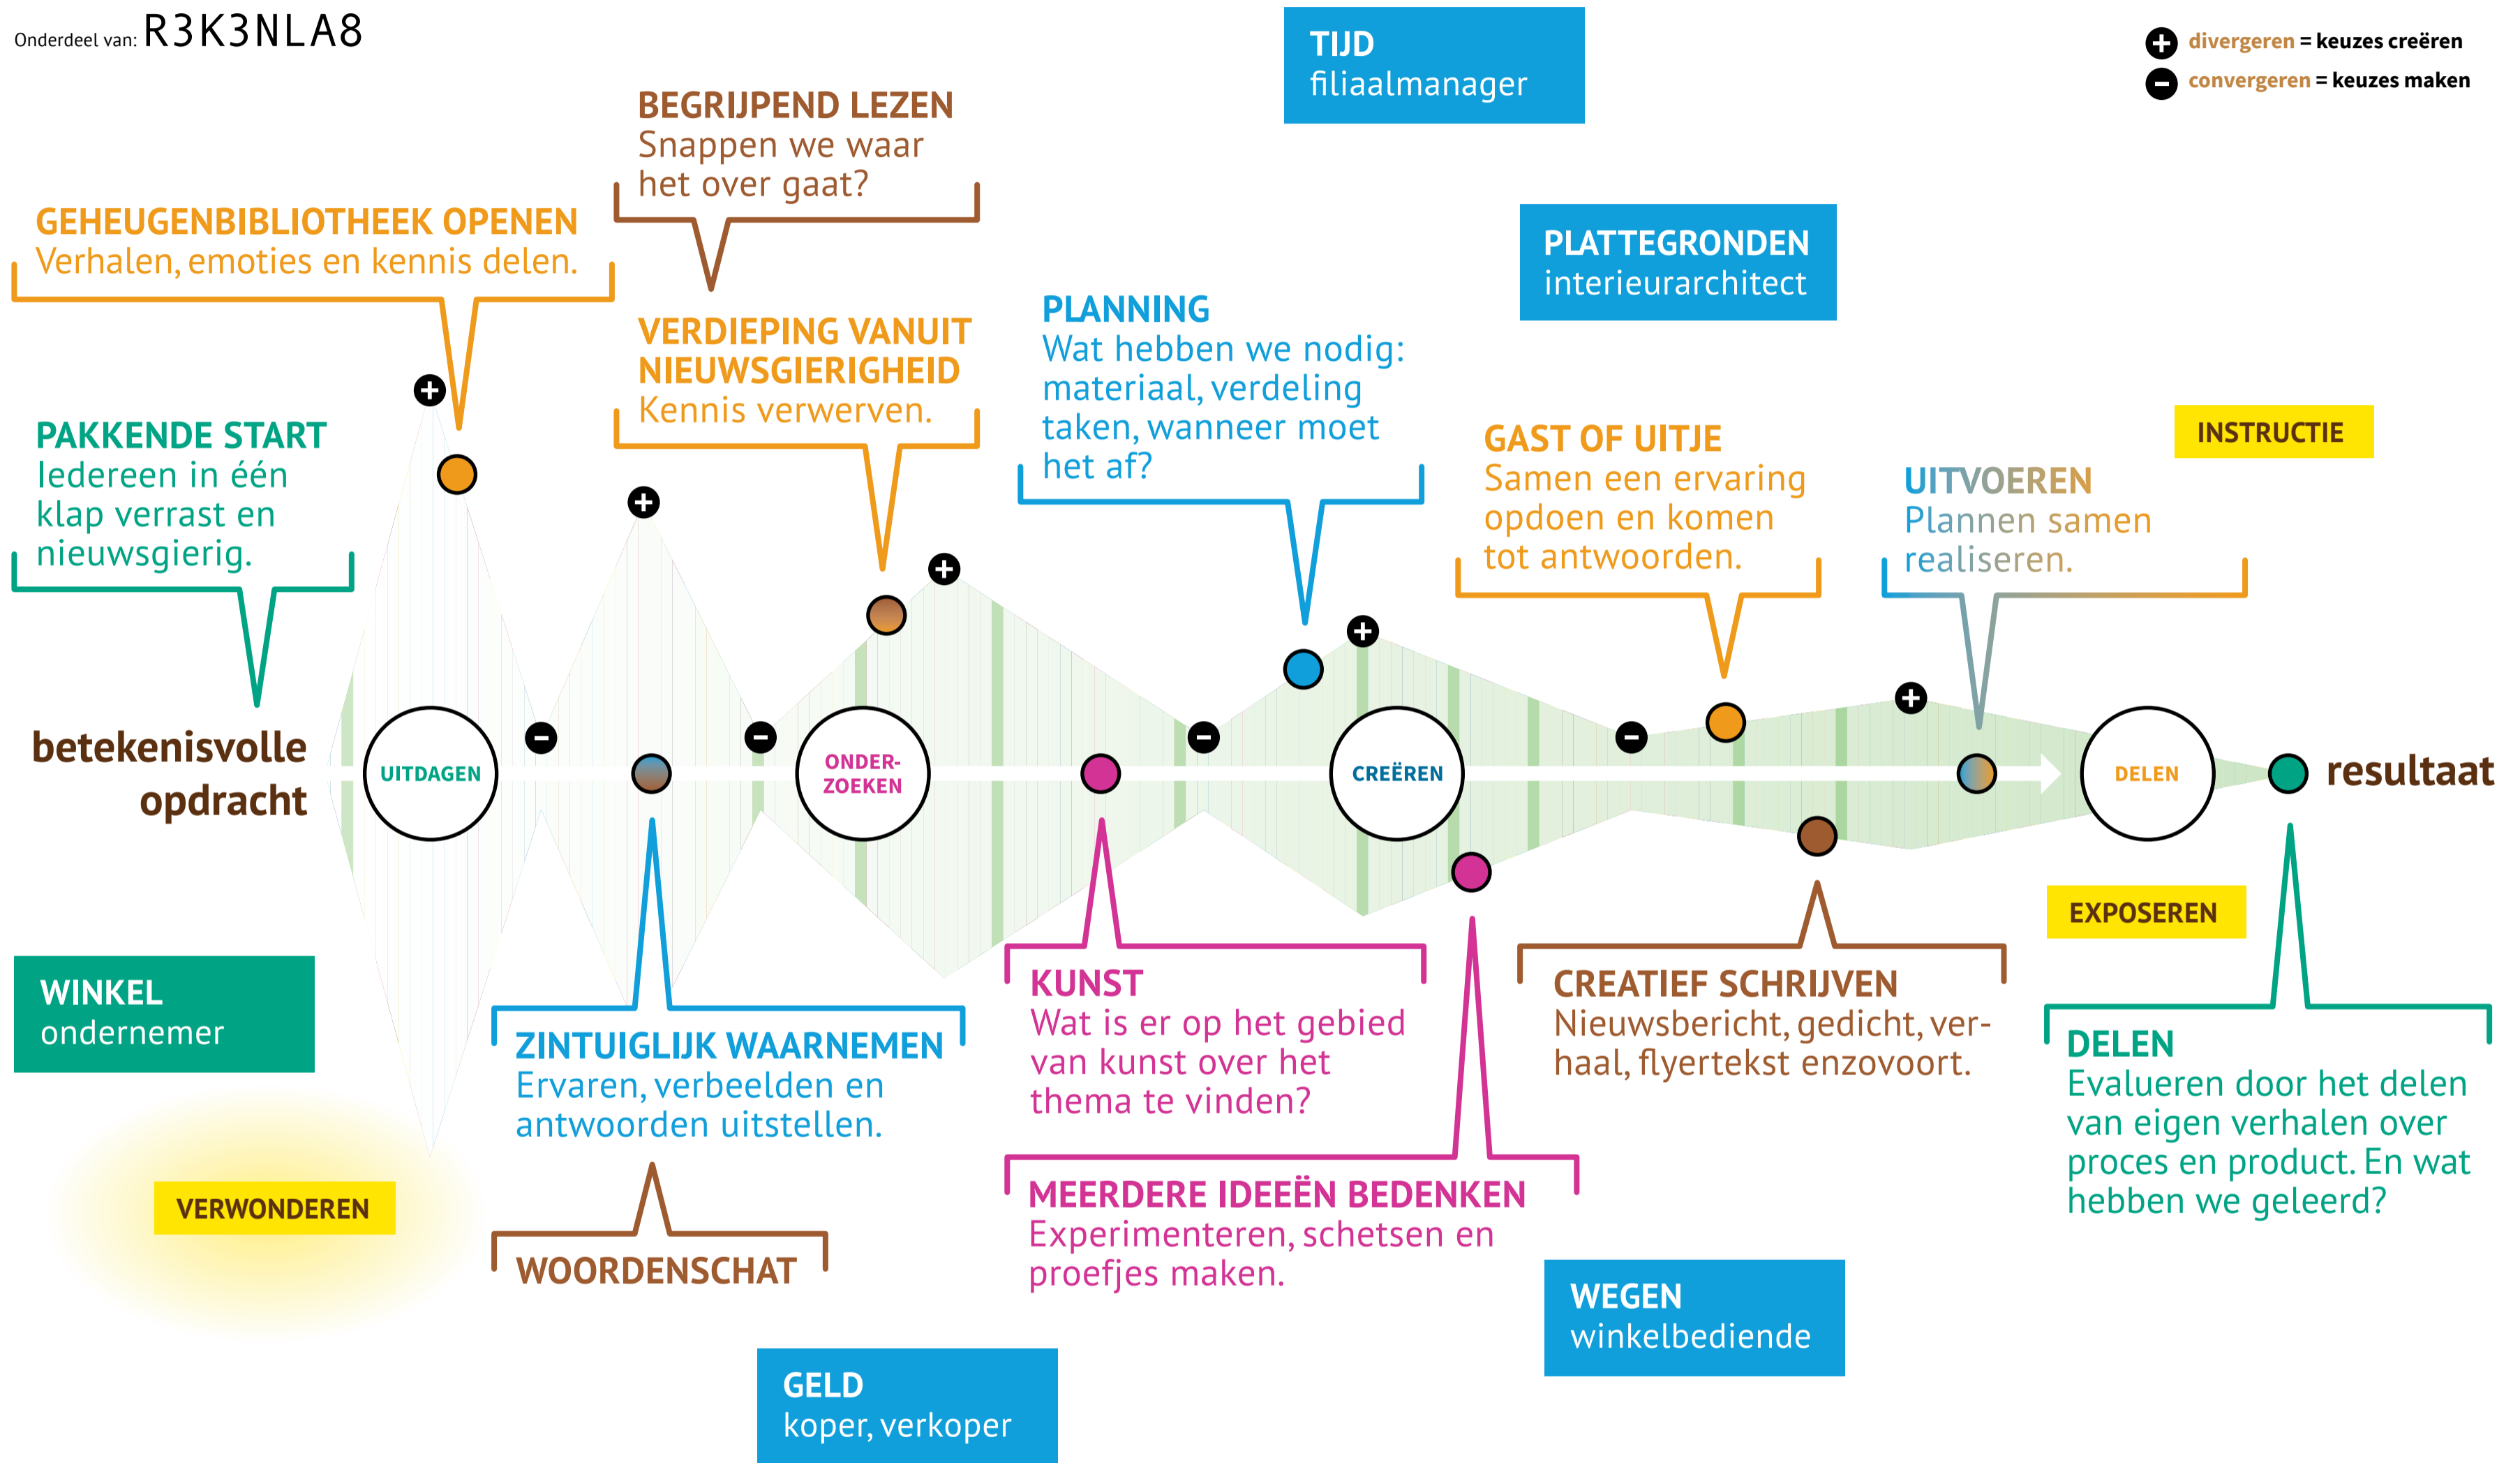 Onderdeel van: R3K3NLA8
TIJD
filiaalmanager
+ divergeren = keuzes creëren
− convergeren = keuzes maken
BEGRIJPEND LEZEN
Snappen we waar
het over gaat?
GEHEUGENBIBLIOTHEEK OPENEN
Verhalen, emoties en kennis delen.
PLATTEGRONDEN
interieurarchitect
VERDIEPING VANUIT
NIEUWSGIERIGHEID
Kennis verwerven.
PLANNING
Wat hebben we nodig:
materiaal, verdeling
taken, wanneer moet
het af?
PAKKENDE START
Iedereen in één
klap verrast en
nieuwsgierig.
GAST OF UITJE
Samen een ervaring
opdoen en komen
tot antwoorden.
INSTRUCTIE
UITVOEREN
Plannen samen
realiseren.
betekenisvolle
opdracht
UITDAGEN
ONDER-
ZOEKEN
CREËREN
DELEN
resultaat
EXPOSEREN
WINKEL
ondernemer
ZINTUIGLIJK WAARNEMEN
Ervaren, verbeelden en
antwoorden uitstellen.
KUNST
Wat is er op het gebied
van kunst over het
thema te vinden?
CREATIEF SCHRIJVEN
Nieuwsbericht, gedicht, ver-
haal, flyertekst enzovoort.
DELEN
Evalueren door het delen
van eigen verhalen over
proces en product. En wat
hebben we geleerd?
VERWONDEREN
WOORDENSCHAT
MEERDERE IDEEËN BEDENKEN
Experimenteren, schetsen en
proefjes maken.
WEGEN
winkelbediende
GELD
koper, verkoper